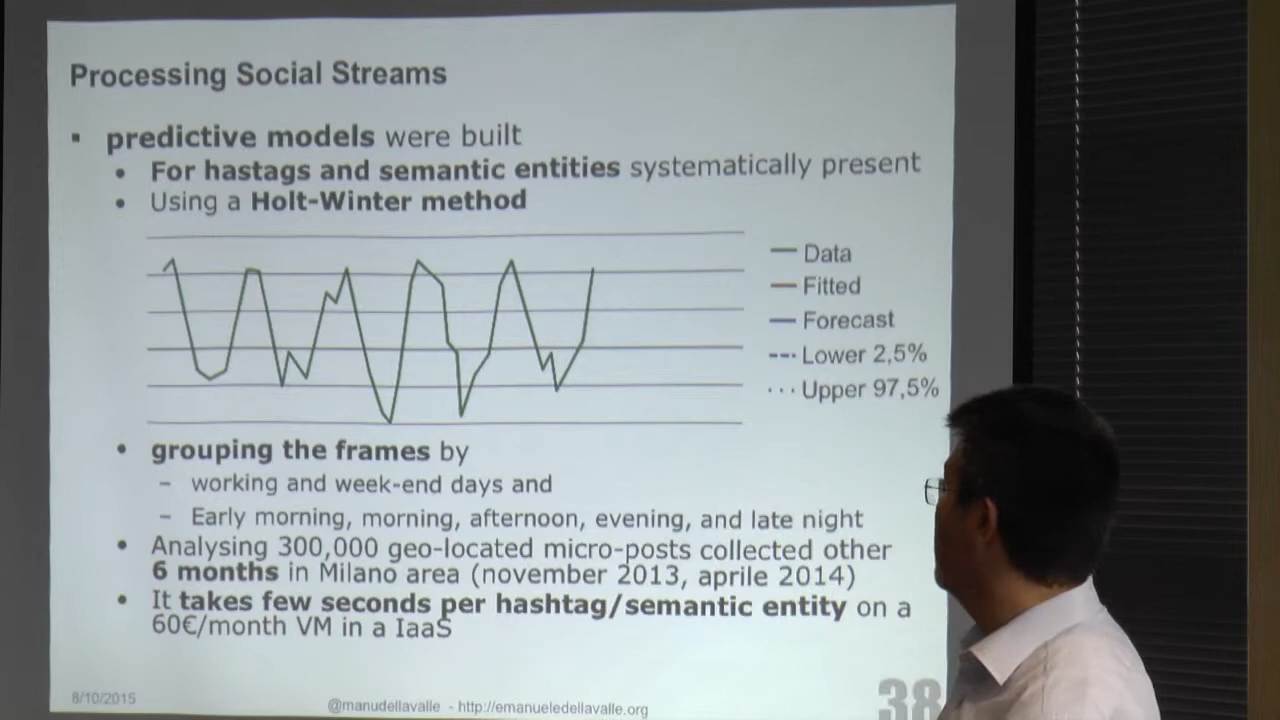 Processing Social Streams
predictive models were built
For hastags and semantic entities systematically present
Using a Holt-Winter method
Data
Fitted
Forecast
Lower 2,5%
Upper 97,5%
grouping the frames by
working and week-end days and
Early morning, morning, afternoon, evening, and late night
Analysing 300,000 geo-located micro-posts collected other
6 months in Milano area (november 2013, aprile 2014)
It takes few seconds per hashtag/semantic entity on a
60€/month VM in a IaaS
8/10/2015
@manudellavalle - http://emanueledellavalle.org
38